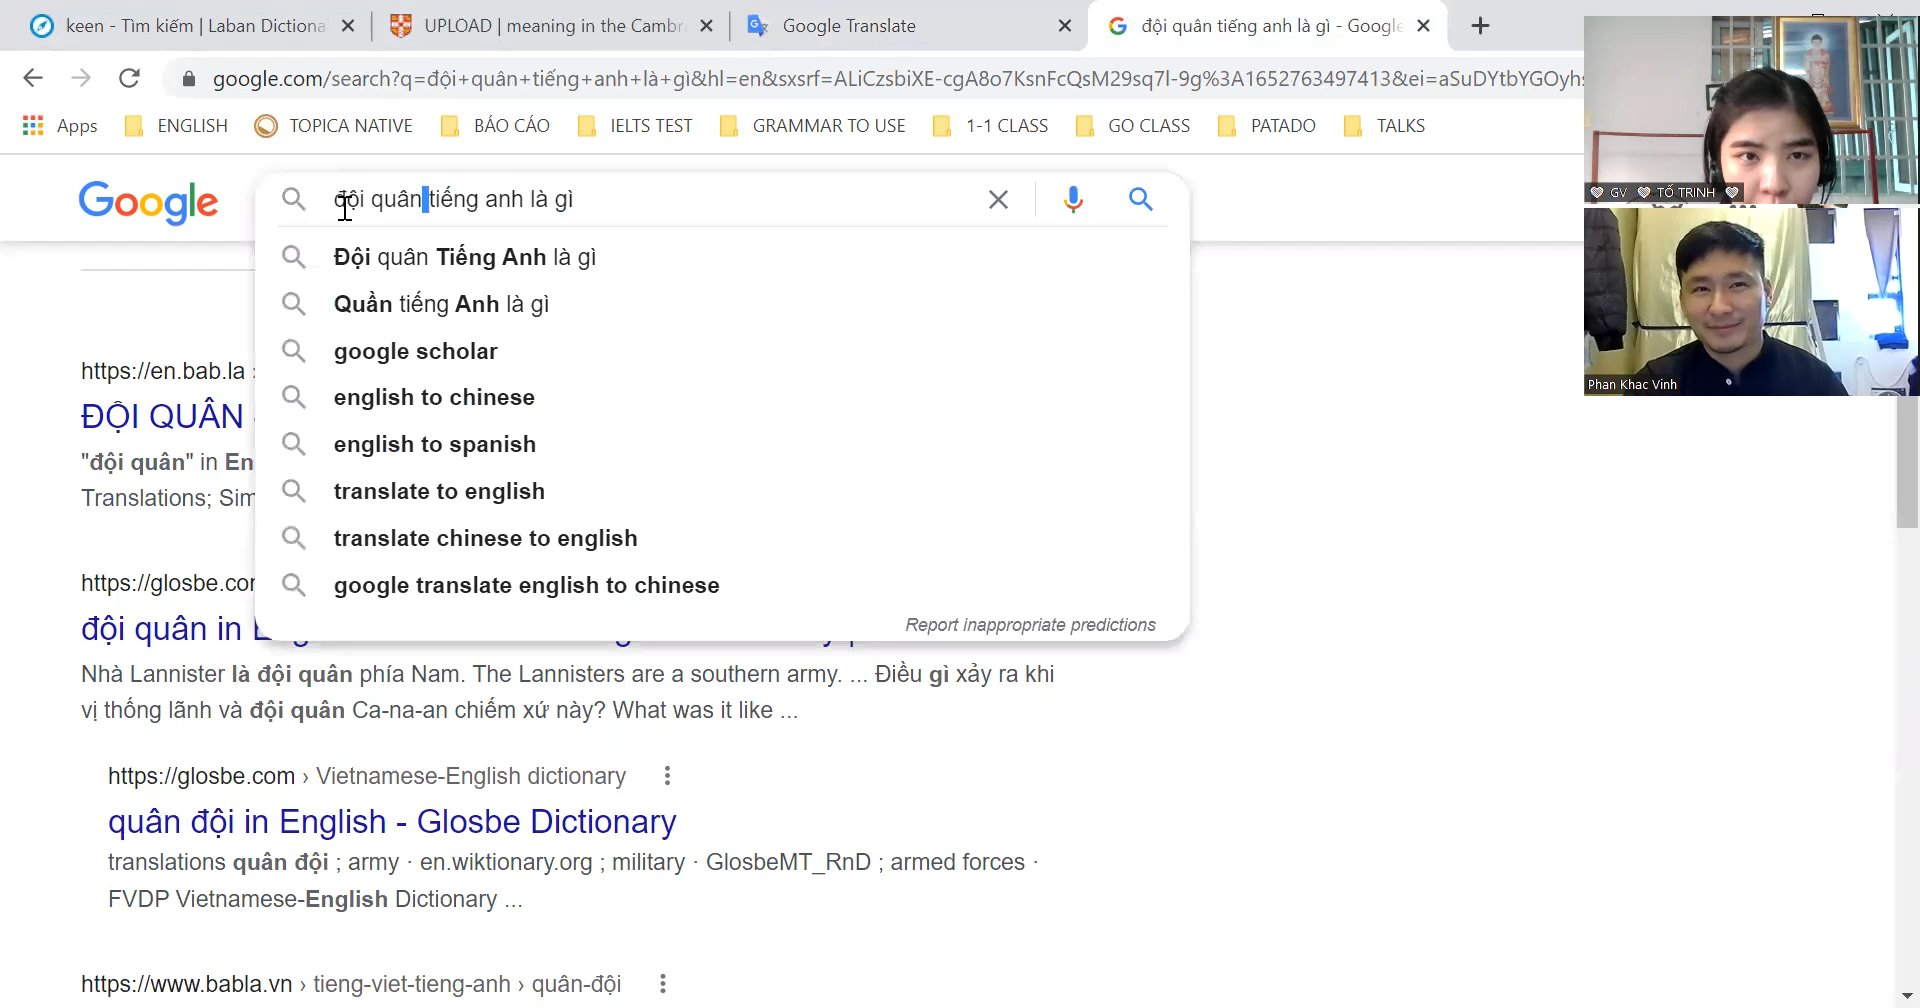 keen - Tìm kiếm | Laban Dictiona
UPLOAD | meaning in the Cambr
Google Translate
đội quân tiếng anh là gì - Google
google.com/search?q=đội+quân+tiếng+anh+là+gì&hl=en&sxsrf=ALiCzsbiXE-cgA8o7KsnFcQsM29sq7l-9g%3A1652763497413&ei=aSuDYtbYGOyhs
Apps ENGLISH TOPICA NATIVE BÁO CÁO IELTS TEST GRAMMAR TO USE 1-1 CLASS GO CLASS PATADO TALKS
GV TỐ TRINH
Google
đội quân tiếng anh là gì
Đội quân Tiếng Anh là gì
Quần tiếng Anh là gì
google scholar
english to chinese
english to spanish
translate to english
translate chinese to english
google translate english to chinese
Report inappropriate predictions
Phan Khac Vinh
https://en.bab.la ›
ĐỘI QUÂN
"đội quân" in En
Translations; Sim
https://glosbe.com
đội quân in
Nhà Lannister là đội quân phía Nam. The Lannisters are a southern army. ... Điều gì xảy ra khi
vị thống lãnh và đội quân Ca-na-an chiếm xứ này? What was it like ...
https://glosbe.com › Vietnamese-English dictionary
quân đội in English - Glosbe Dictionary
translations quân đội ; army · en.wiktionary.org ; military · GlosbeMT_RnD ; armed forces ·
FVDP Vietnamese-English Dictionary ...
https://www.babla.vn › tieng-viet-tieng-anh › quân-đội